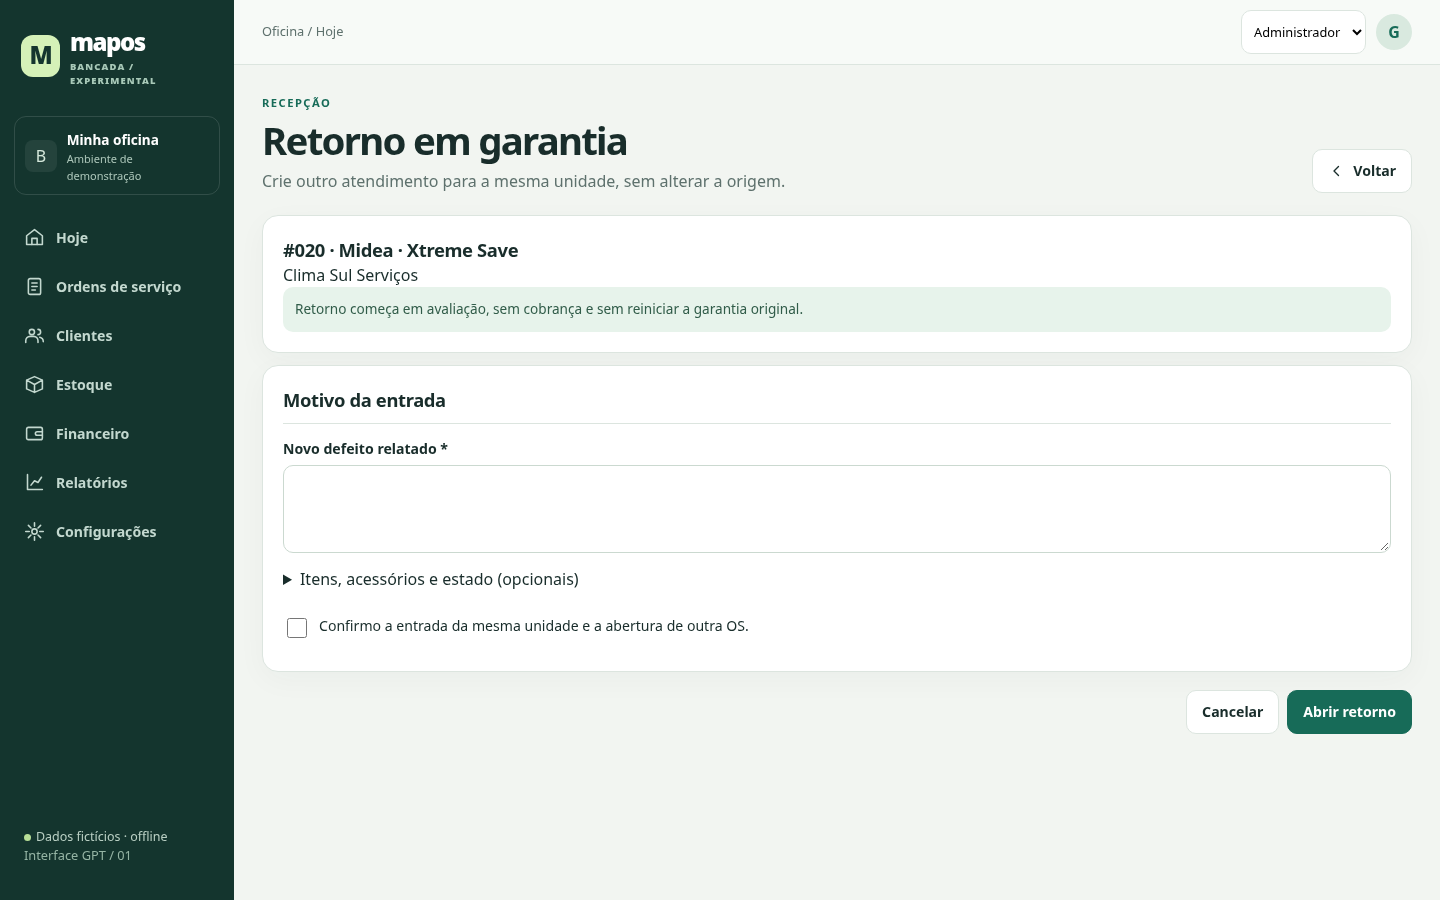 M
mapos
BANCADA /
EXPERIMENTAL
B
Minha oficina
Ambiente de
demonstração
Hoje
Ordens de serviço
Clientes
Estoque
Financeiro
Relatórios
Configurações
Dados fictícios · offline
Interface GPT / 01
Oficina / Hoje
Administrador
G
RECEPÇÃO
Retorno em garantia
Crie outro atendimento para a mesma unidade, sem alterar a origem.
Voltar
#020 · Midea · Xtreme Save
Clima Sul Serviços
Retorno começa em avaliação, sem cobrança e sem reiniciar a garantia original.
Motivo da entrada
Novo defeito relatado *
Itens, acessórios e estado (opcionais)
Confirmo a entrada da mesma unidade e a abertura de outra OS.
Cancelar
Abrir retorno